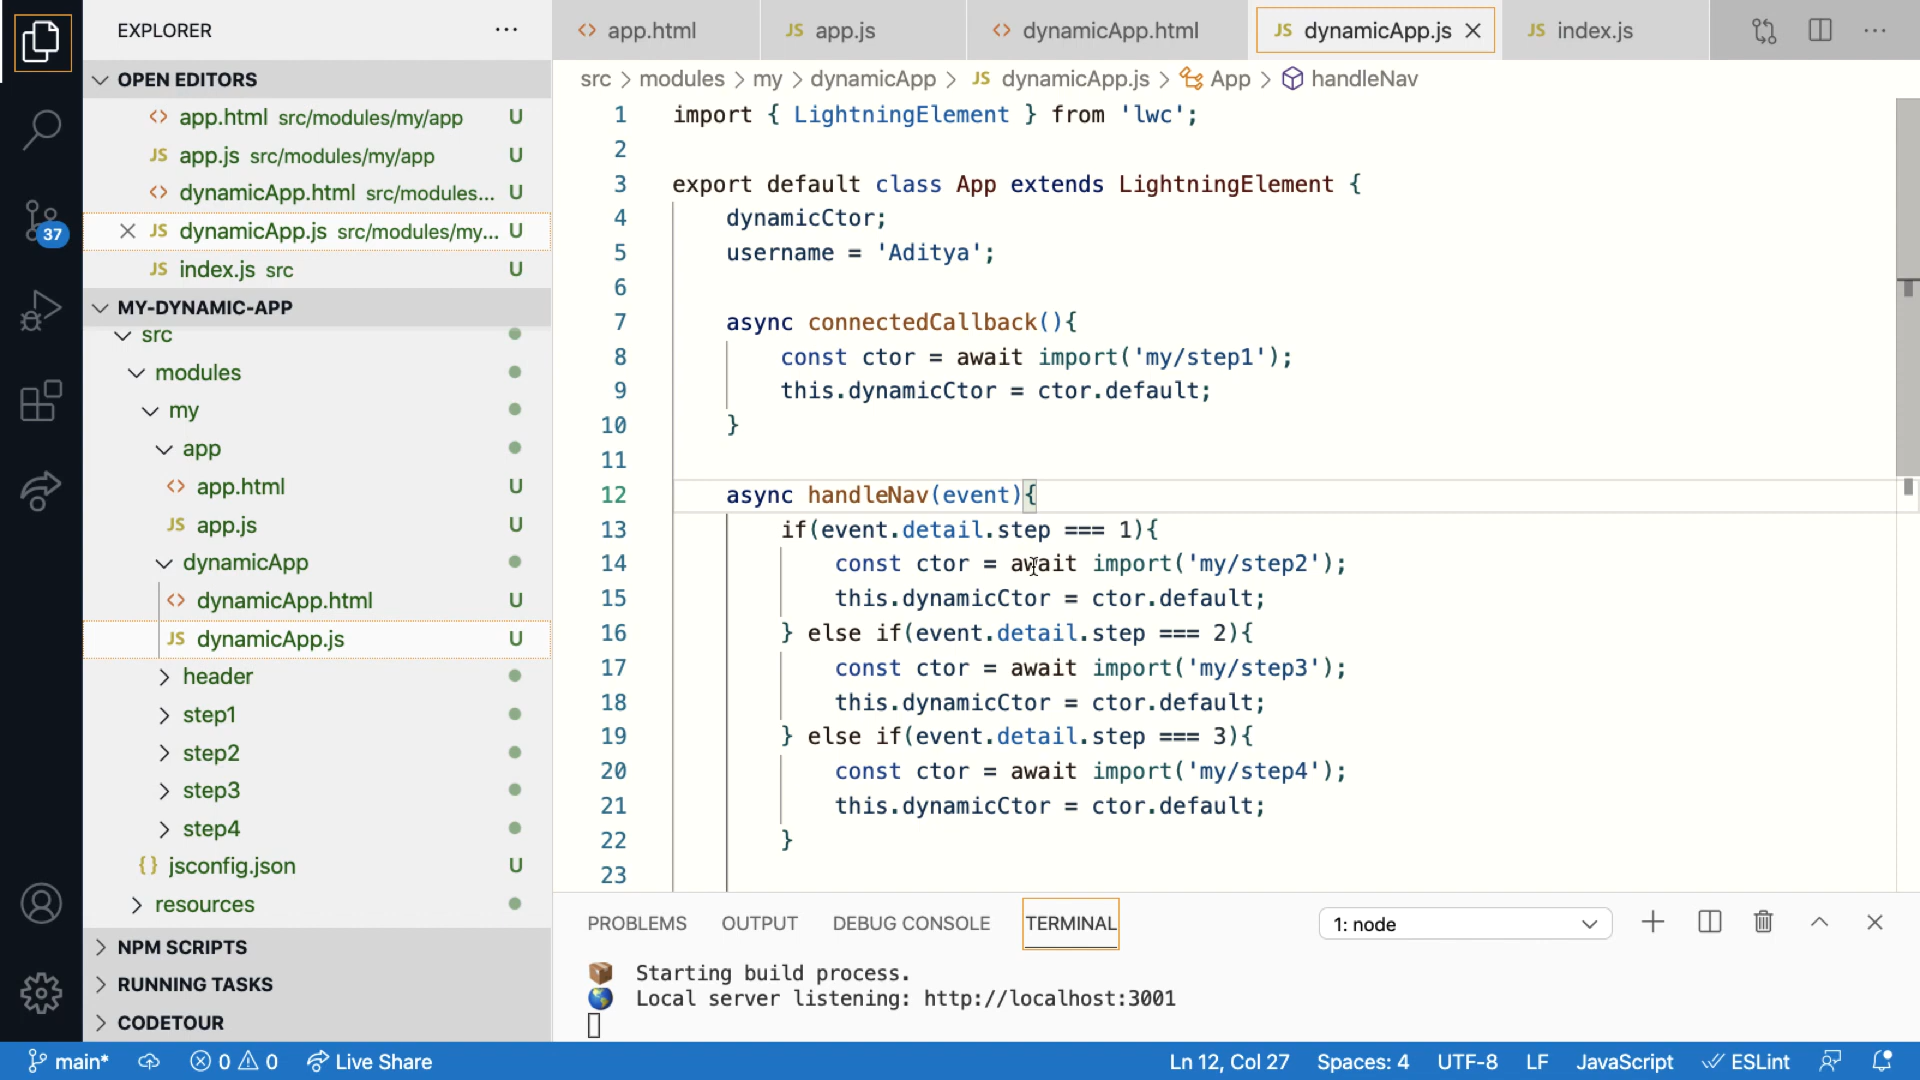 EXPLORER
OPEN EDITORS
<> app.html src/modules/my/app U
JS app.js src/modules/my/app U
<> dynamicApp.html src/modules... U
JS dynamicApp.js src/modules/my... U
JS index.js src U
MY-DYNAMIC-APP
src
modules
my
app
<> app.html U
JS app.js U
dynamicApp
<> dynamicApp.html U
JS dynamicApp.js U
header
step1
step2
step3
step4
{} jsconfig.json U
resources
NPM SCRIPTS
RUNNING TASKS
CODETOUR
37
<> app.html JS app.js <> dynamicApp.html JS dynamicApp.js JS index.js
src > modules > my > dynamicApp > JS dynamicApp.js > App > handleNav
1 import { LightningElement } from 'lwc';
2
3 export default class App extends LightningElement {
4 dynamicCtor;
5 username = 'Aditya';
6
7 async connectedCallback(){
8 const ctor = await import('my/step1');
9 this.dynamicCtor = ctor.default;
10 }
11
12 async handleNav(event){
13 if(event.detail.step === 1){
14 const ctor = await import('my/step2');
15 this.dynamicCtor = ctor.default;
16 } else if(event.detail.step === 2){
17 const ctor = await import('my/step3');
18 this.dynamicCtor = ctor.default;
19 } else if(event.detail.step === 3){
20 const ctor = await import('my/step4');
21 this.dynamicCtor = ctor.default;
22 }
23
PROBLEMS OUTPUT DEBUG CONSOLE TERMINAL 1: node
Starting build process.
Local server listening: http://localhost:3001
main* 0 0 Live Share Ln 12, Col 27 Spaces: 4 UTF-8 LF JavaScript ESLint